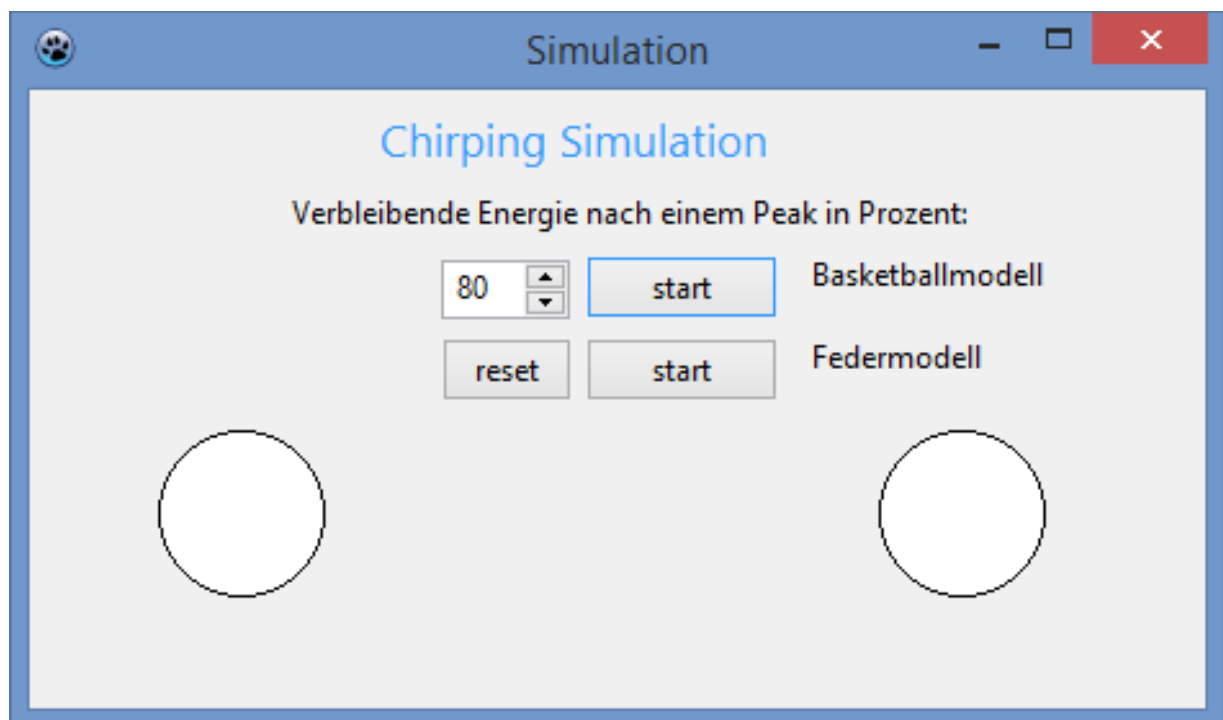 Simulation
Chirping Simulation
Verbleibende Energie nach einem Peak in Prozent:
80 start Basketballmodell
reset start Federmodell